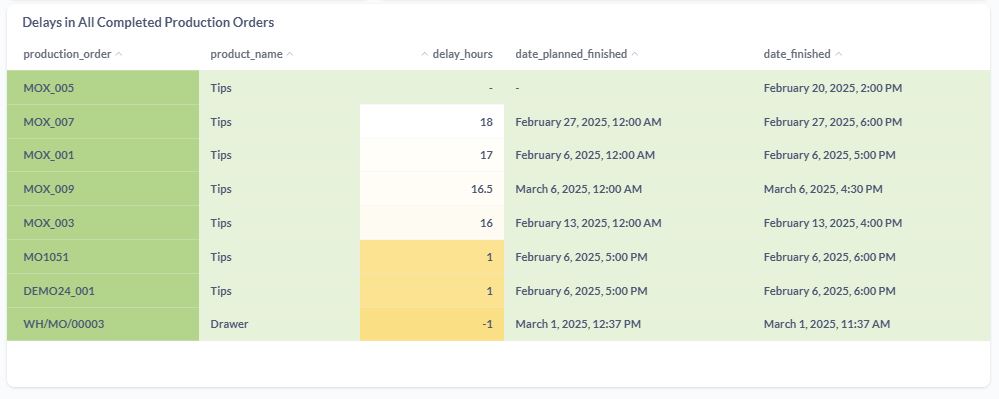 Delays in All Completed Production Orders
production_order product_name delay_hours date_planned_finished date_finished
MOX_005 Tips - - February 20, 2025, 2:00 PM
MOX_007 Tips 18 February 27, 2025, 12:00 AM February 27, 2025, 6:00 PM
MOX_001 Tips 17 February 6, 2025, 12:00 AM February 6, 2025, 5:00 PM
MOX_009 Tips 16.5 March 6, 2025, 12:00 AM March 6, 2025, 4:30 PM
MOX_003 Tips 16 February 13, 2025, 12:00 AM February 13, 2025, 4:00 PM
MO1051 Tips 1 February 6, 2025, 5:00 PM February 6, 2025, 6:00 PM
DEMO24_001 Tips 1 February 6, 2025, 5:00 PM February 6, 2025, 6:00 PM
WH/MO/00003 Drawer -1 March 1, 2025, 12:37 PM March 1, 2025, 11:37 AM